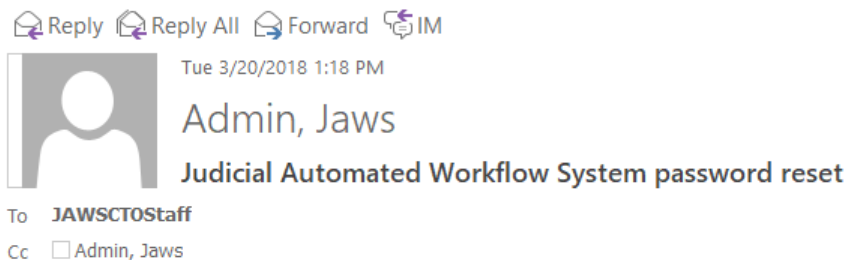 Reply Reply All Forward IM
Tue 3/20/2018 1:18 PM
Admin, Jaws
Judicial Automated Workflow System password reset
To JAWSCTOStaff
Cc Admin, Jaws